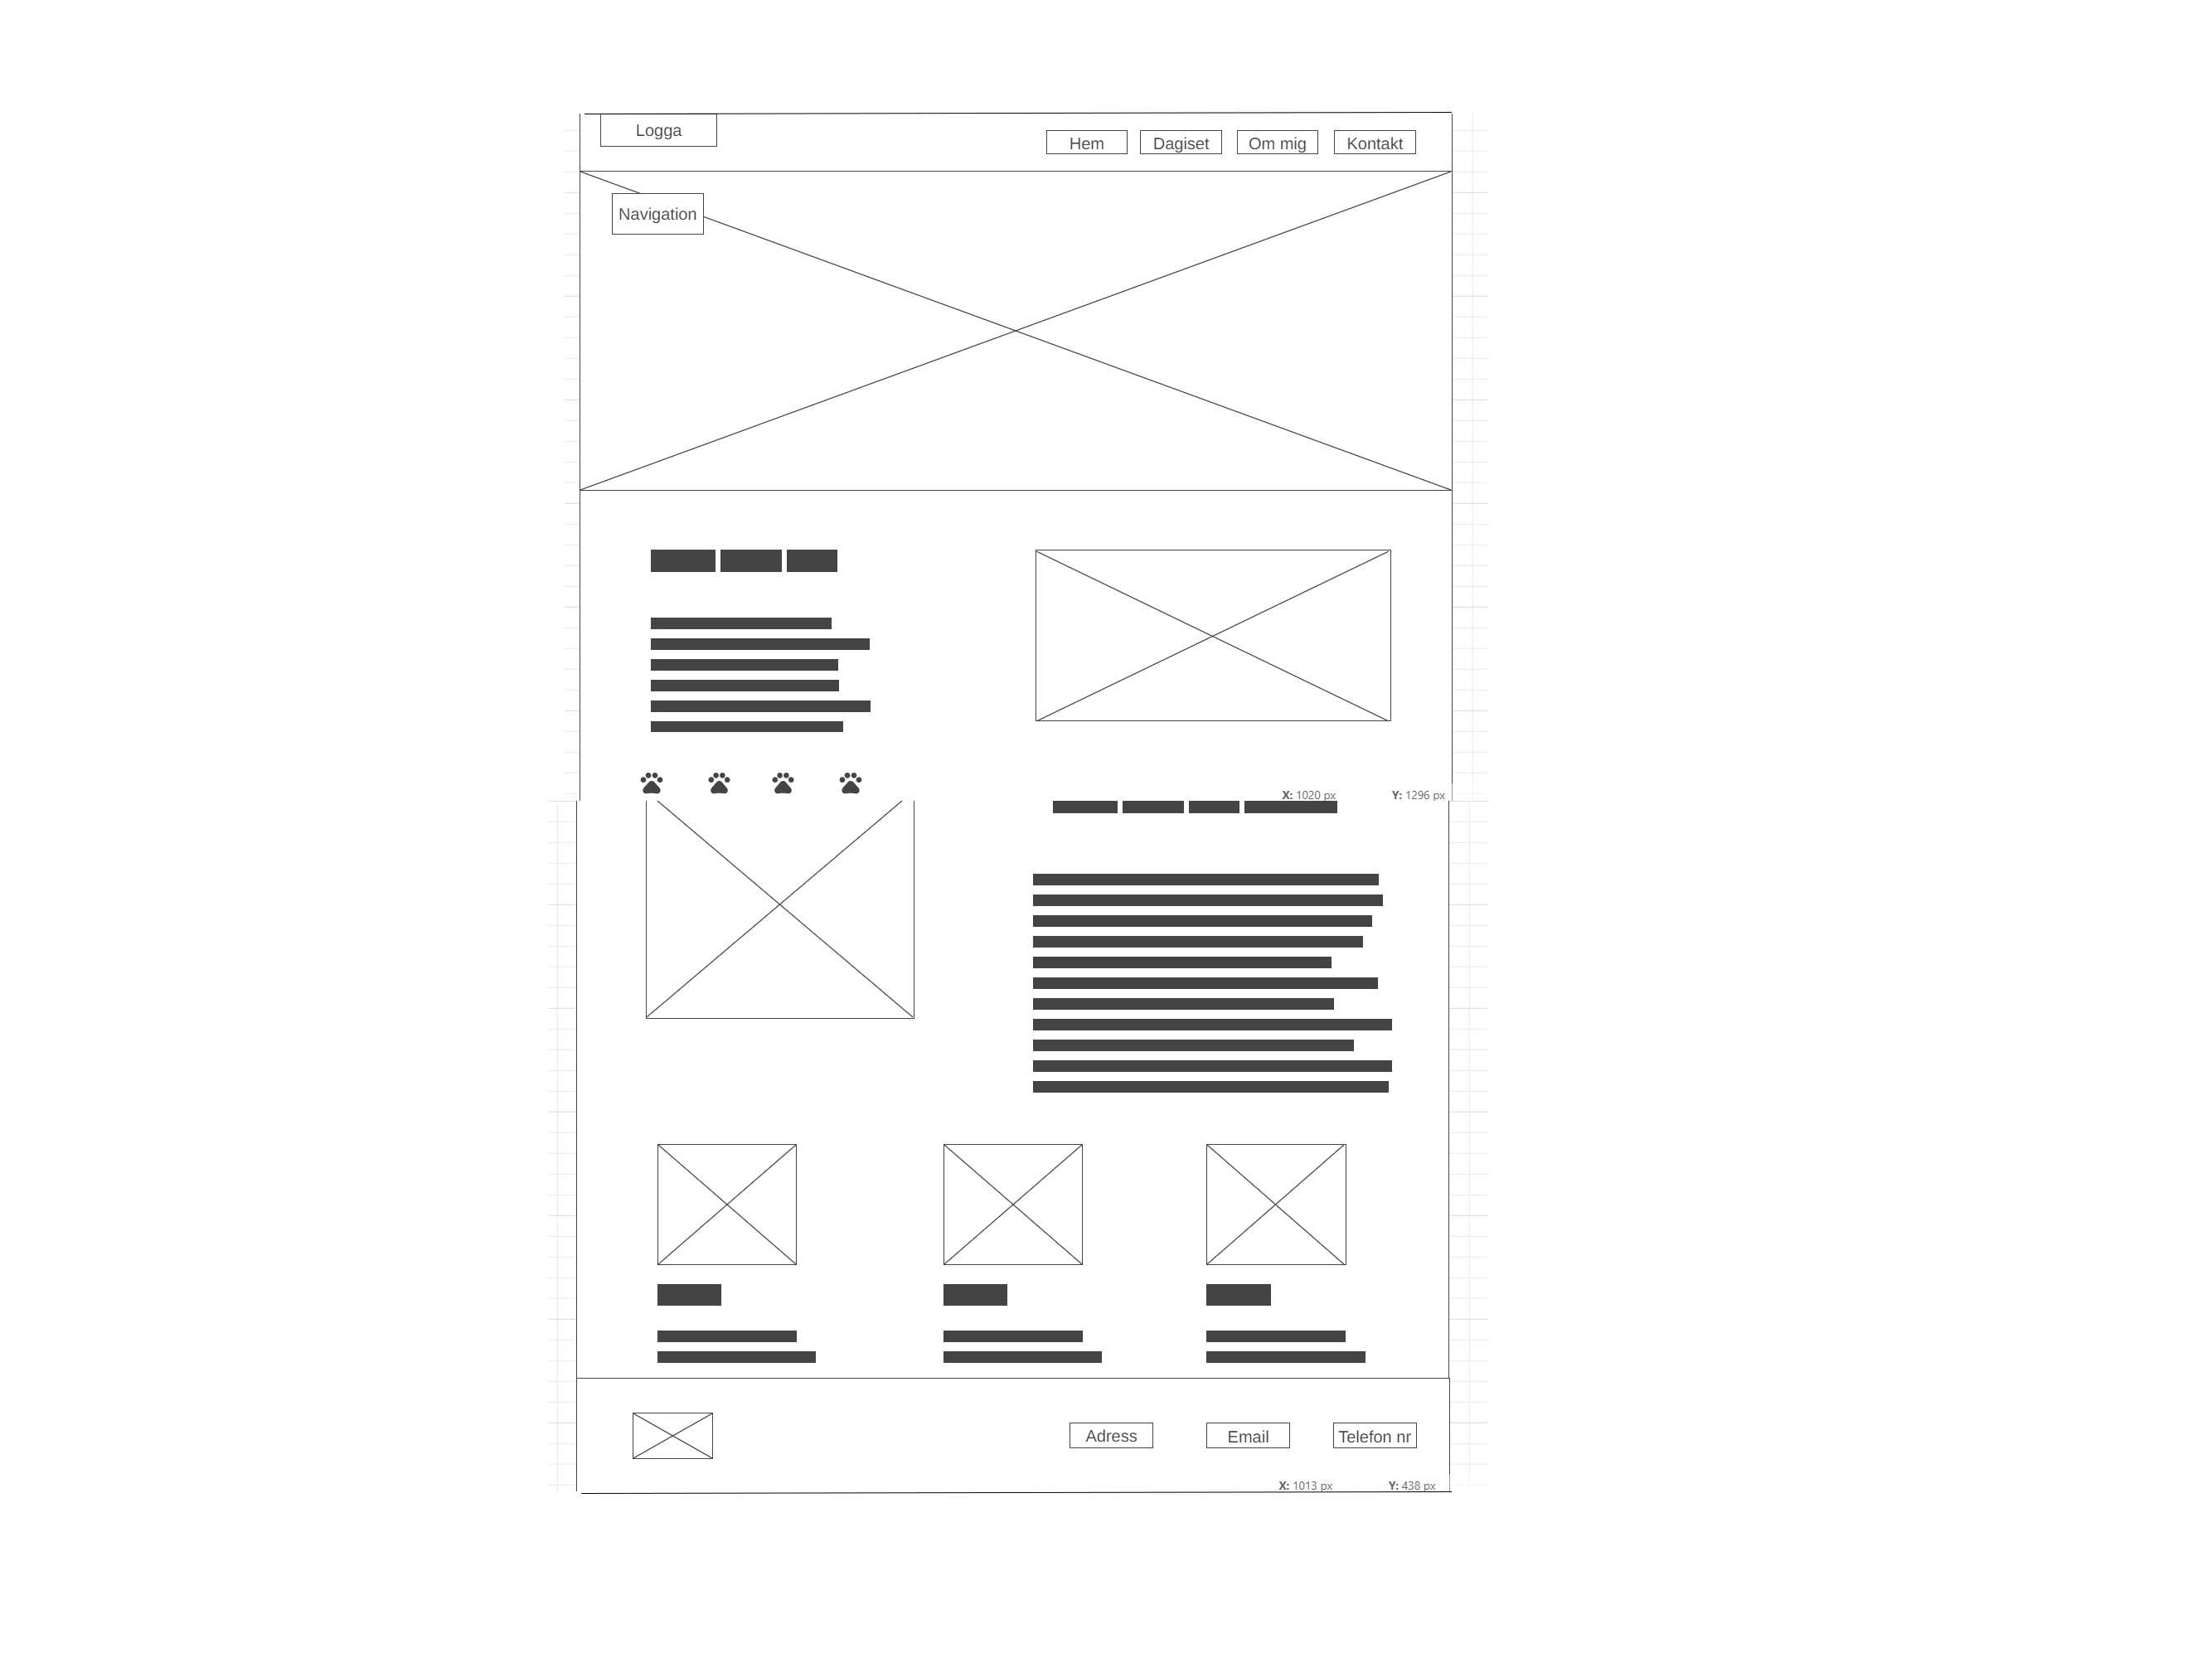 Logga
Hem Dagiset Om mig Kontakt
Navigation
X: 1020 px Y: 1296 px
Adress Email Telefon nr
X: 1013 px Y: 438 px